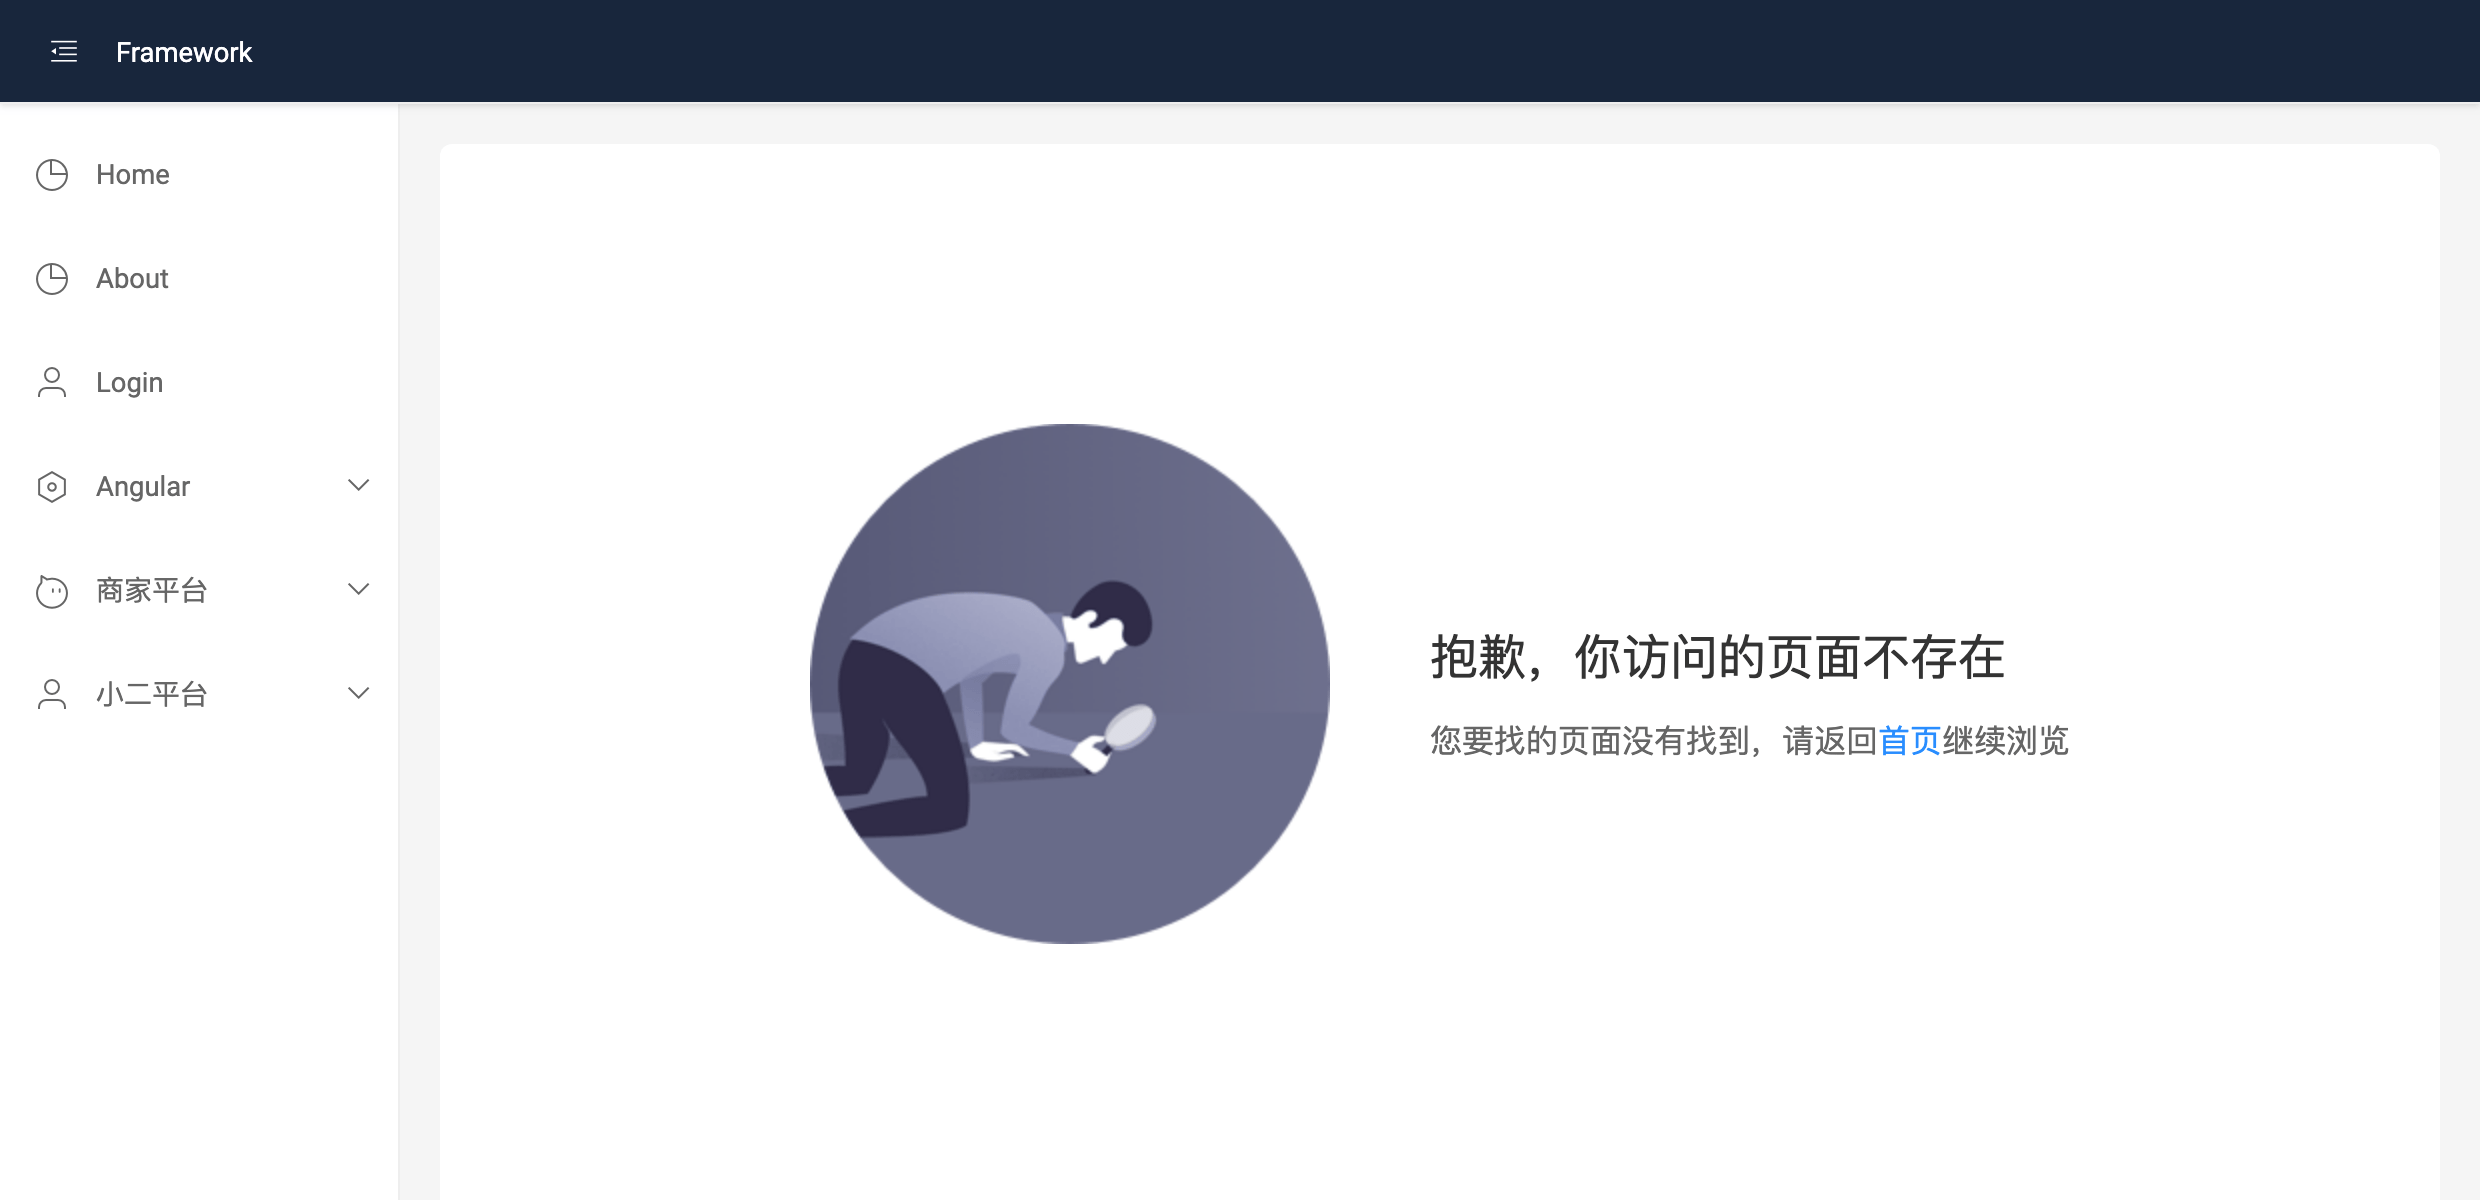 Framework
Home
About
Login
Angular
商家平台
小二平台
抱歉，你访问的页面不存在
您要找的页面没有找到，请返回首页继续浏览